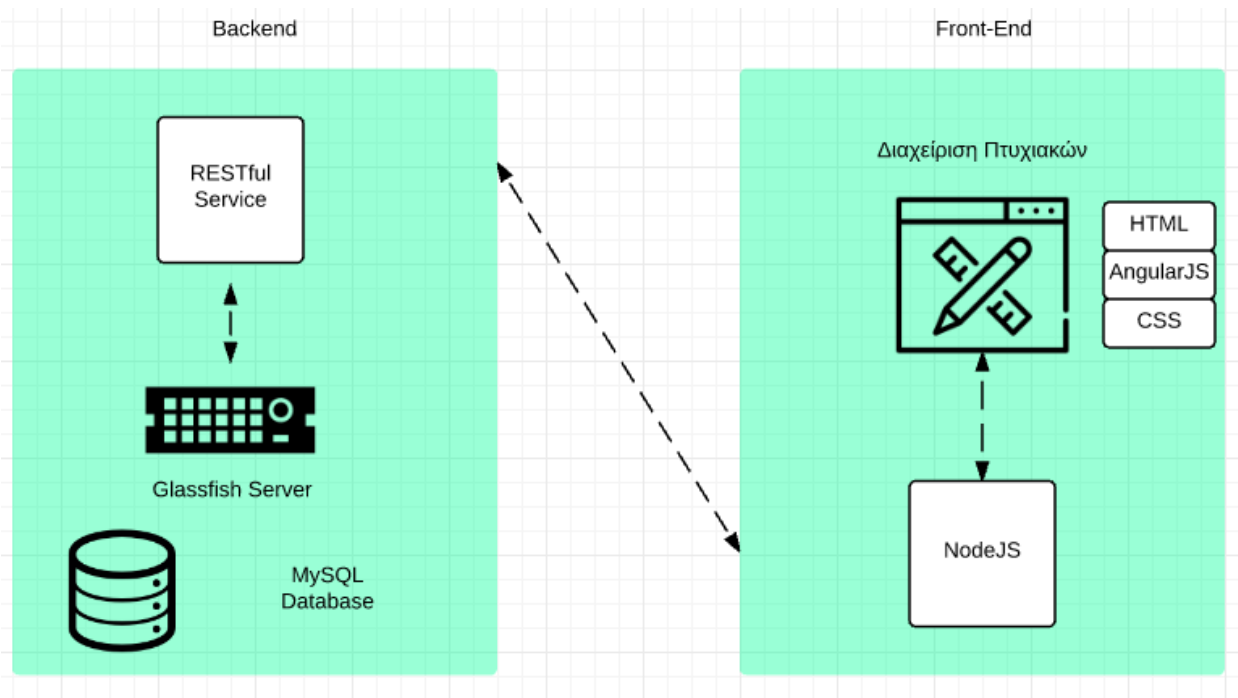 Backend
RESTful
Service
Glassfish Server
MySQL
Database
Front-End
Διαχείριση Πτυχιακών
HTML
AngularJS
CSS
NodeJS